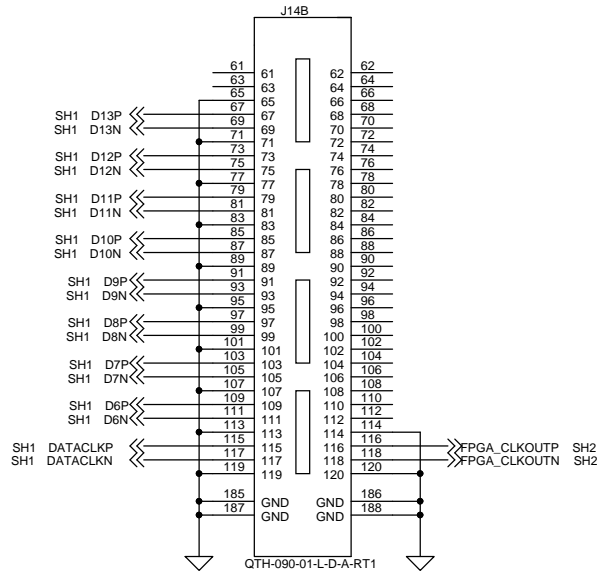 J14B
61 61 62 62
63 63 64 64
65 65 66 66
SH1 D13P 67 67 68 68
SH1 D13N 69 69 70 70
71 71 72 72
SH1 D12P 73 73 74 74
SH1 D12N 75 75 76 76
77 77 78 78
SH1 D11P 79 79 80 80
SH1 D11N 81 81 82 82
83 83 84 84
SH1 D10P 85 85 86 86
SH1 D10N 87 87 88 88
89 89 90 90
SH1 D9P 91 91 92 92
SH1 D9N 93 93 94 94
95 95 96 96
SH1 D8P 97 97 98 98
SH1 D8N 99 99 100 100
101 101 102 102
SH1 D7P 103 103 104 104
SH1 D7N 105 105 106 106
107 107 108 108
SH1 D6P 109 109 110 110
SH1 D6N 111 111 112 112
113 113 114 114
SH1 DATACLKP 115 115 116 116 FPGA_CLKOUTP SH2
SH1 DATACLKN 117 117 118 118 FPGA_CLKOUTN SH2
119 119 120 120
185 GND GND 186
187 GND GND 188
QTH-090-01-L-D-A-RT1